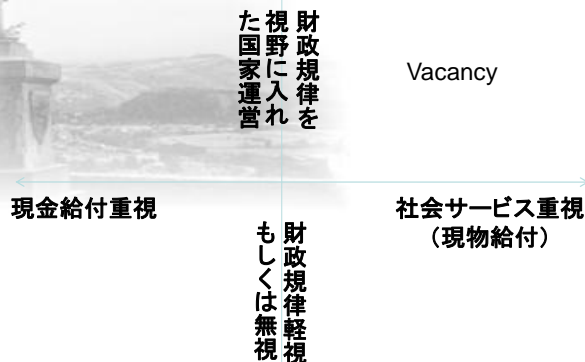 財政規律を
視野に入れ
た国家運営
Vacancy
現金給付重視
社会サービス重視
（現物給付）
財政規律軽視
もしくは無視